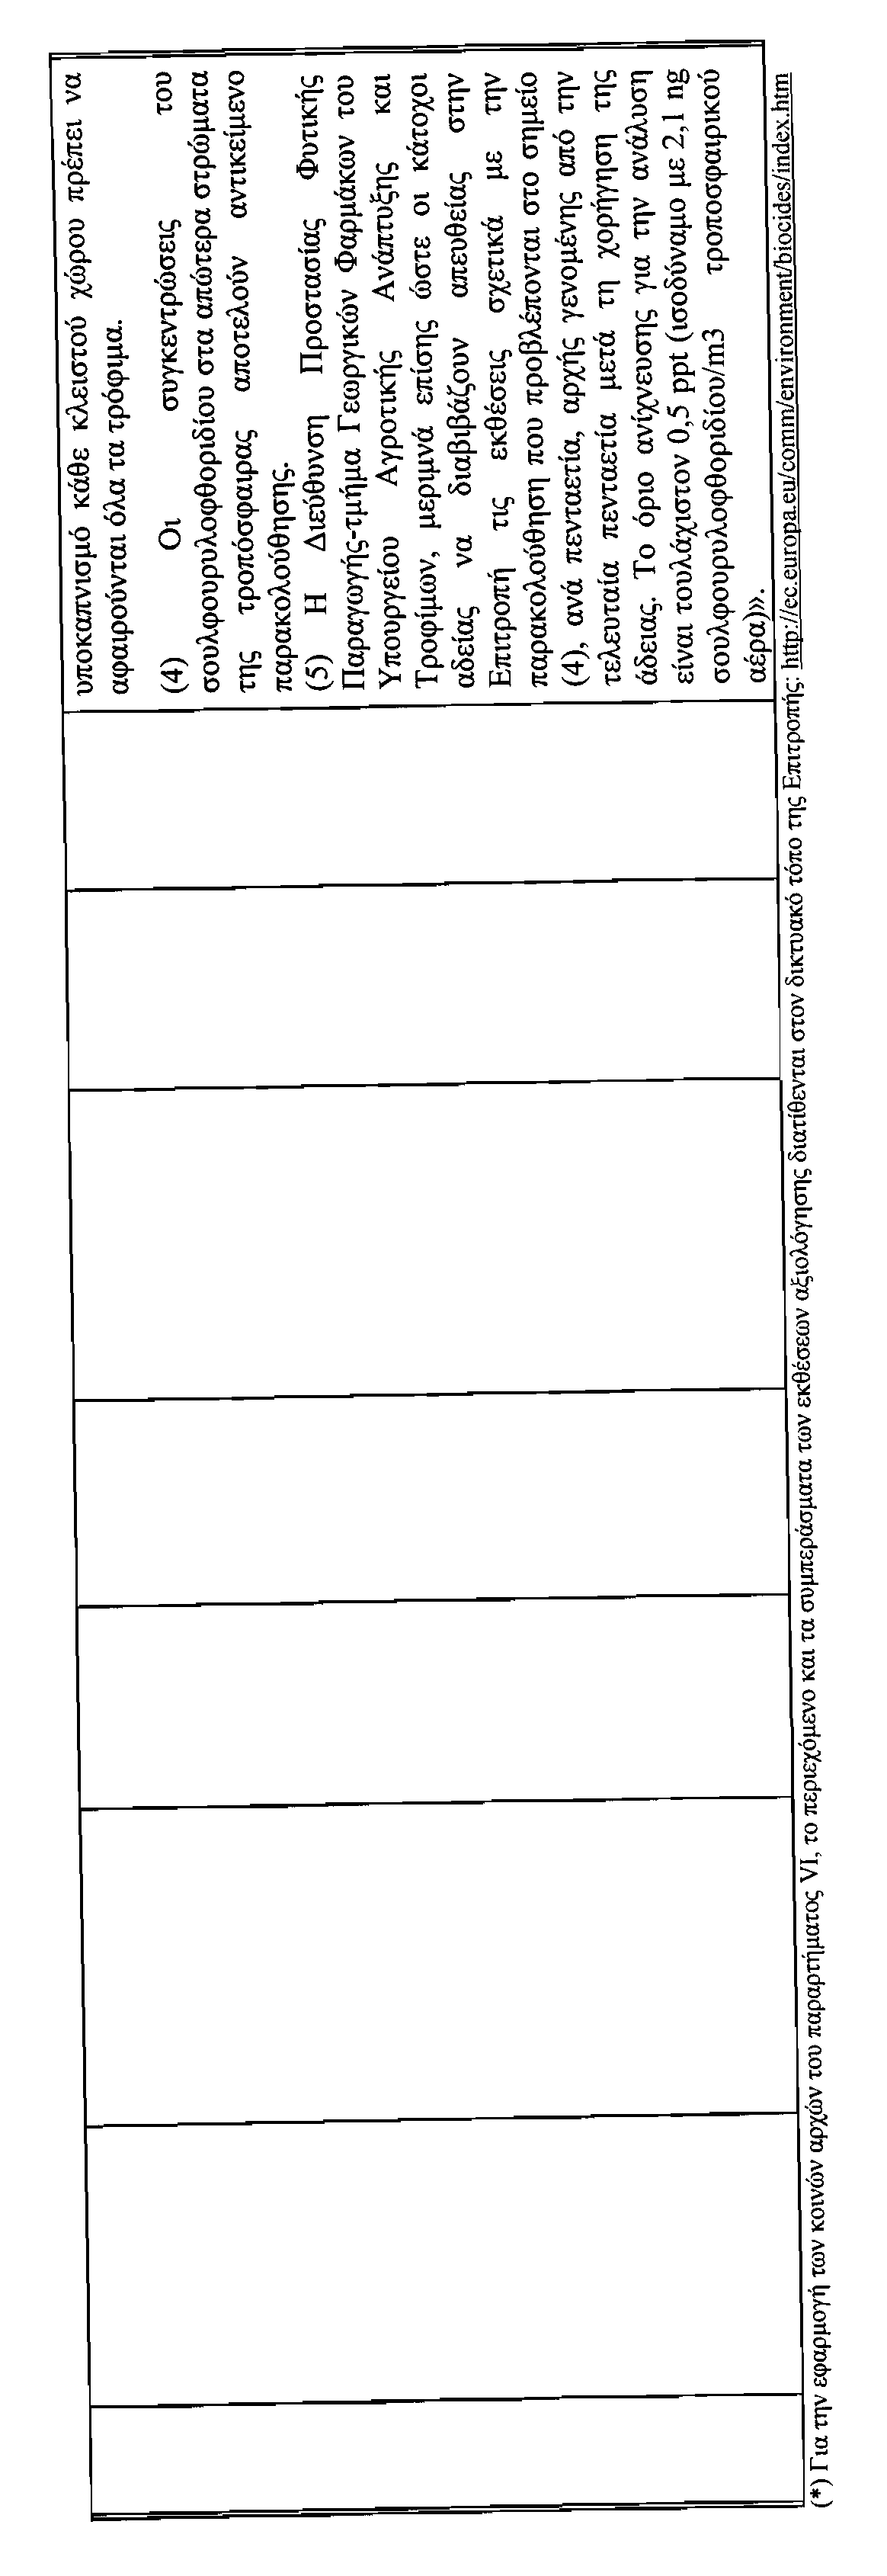 υποκαπνισμό κάθε κλειστού χώρου πρέπει να
αφαιρούνται όλα τα τρόφιμα.
(4) Οι συγκεντρώσεις του
σουλφουρυλοφθοριδίου στα απώτερα στρώματα
της τροπόσφαιρας αποτελούν αντικείμενο
παρακολούθησης.
(5) Η Διεύθυνση Προστασίας Φυτικής
Παραγωγής-τμήμα Γεωργικών Φαρμάκων του
Υπουργείου Αγροτικής Ανάπτυξης και
Τροφίμων, μεριμνά επίσης ώστε οι κάτοχοι
αδείας να διαβιβάζουν απευθείας στην
Επιτροπή τις εκθέσεις σχετικά με την
παρακολούθηση που προβλέπονται στο σημείο
(4), ανά πενταετία, αρχής γενομένης από την
τελευταία πενταετία μετά τη χορήγηση της
άδειας. Το όριο ανίχνευσης για την ανάλυση
είναι τουλάχιστον 0,5 ppt (ισοδύναμο με 2,1 ng
σουλφουρυλοφθοριδίου/m3 τροποσφαιρικού
αέρα)».
(*) Για την εφαρμογή των κοινών αρχών του παραρτήματος VI, το περιεχόμενο και τα συμπεράσματα των εκθέσεων αξιολόγησης διατίθενται στον δικτυακό τόπο της Επιτροπής: http://ec.europa.eu/comm/environment/biocides/index.htm